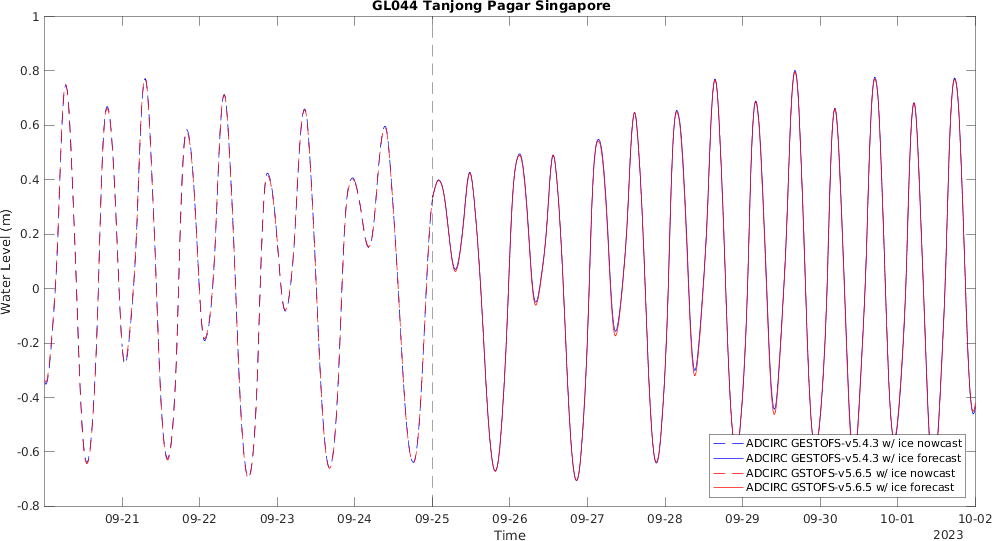 GL044 Tanjong Pagar Singapore
1
0.8
0.6
0.4
0.2
0
-0.2
-0.4
-0.6
-0.8
Water Level (m)
ADCIRC GESTOFS-v5.4.3 w/ ice nowcast
ADCIRC GESTOFS-v5.4.3 w/ ice forecast
ADCIRC GSTOFS-v5.6.5 w/ ice nowcast
ADCIRC GSTOFS-v5.6.5 w/ ice forecast
09-21 09-22 09-23 09-24 09-25 09-26 09-27 09-28 09-29 09-30 10-01 10-02
Time
2023